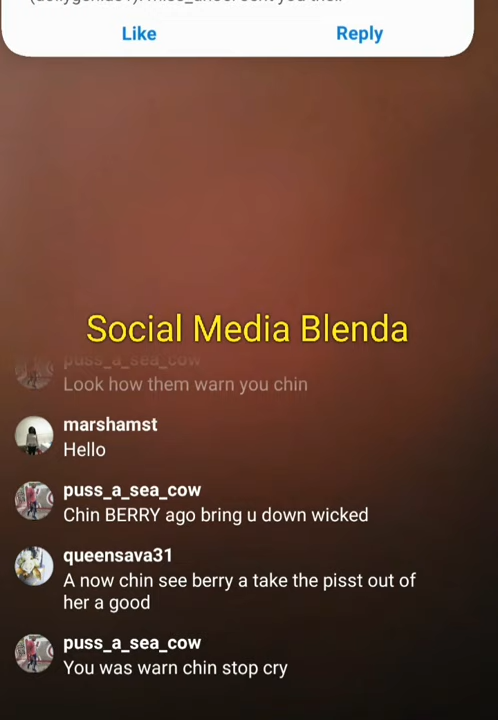 Like Reply
Social Media Blenda
puss_a_sea_cow
Look how them warn you chin
marshamst
Hello
puss_a_sea_cow
Chin BERRY ago bring u down wicked
queensava31
A now chin see berry a take the pisst out of
her a good
puss_a_sea_cow
You was warn chin stop cry